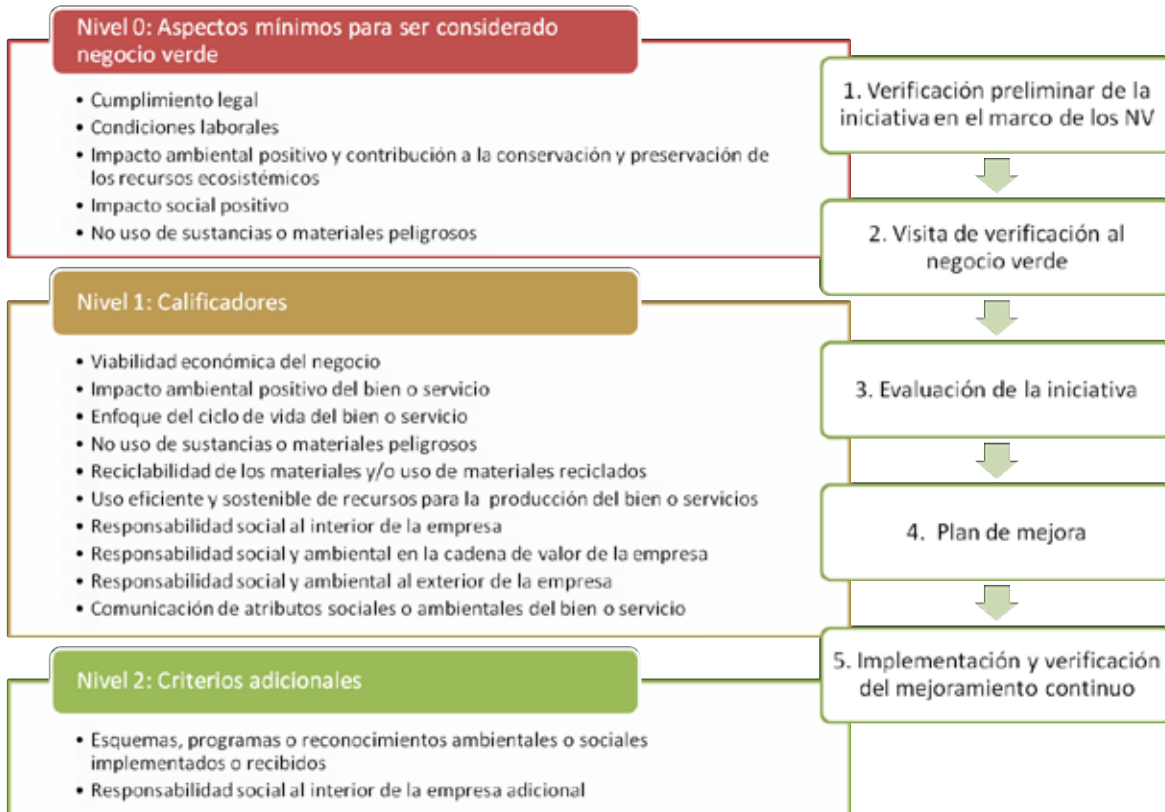 Nivel 0: Aspectos mínimos para ser considerado
negocio verde
• Cumplimiento legal
• Condiciones laborales
• Impacto ambiental positivo y contribución a la conservación y preservación de
los recursos ecosistémicos
• Impacto social positivo
• No uso de sustancias o materiales peligrosos
Nivel 1: Calificadores
• Viabilidad económica del negocio
• Impacto ambiental positivo del bien o servicio
• Enfoque del ciclo de vida del bien o servicio
• No uso de sustancias o materiales peligrosos
• Reciclabilidad de los materiales y/o uso de materiales reciclados
• Uso eficiente y sostenible de recursos para la producción del bien o servicios
• Responsabilidad social al interior de la empresa
• Responsabilidad social y ambiental en la cadena de valor de la empresa
• Responsabilidad social y ambiental al exterior de la empresa
• Comunicación de atributos sociales o ambientales del bien o servicio
Nivel 2: Criterios adicionales
• Esquemas, programas o reconocimientos ambientales o sociales
implementados o recibidos
• Responsabilidad social al interior de la empresa adicional
1. Verificación preliminar de la
iniciativa en el marco de los NV
2. Visita de verificación al
negocio verde
3. Evaluación de la iniciativa
4. Plan de mejora
5. Implementación y verificación
del mejoramiento continuo